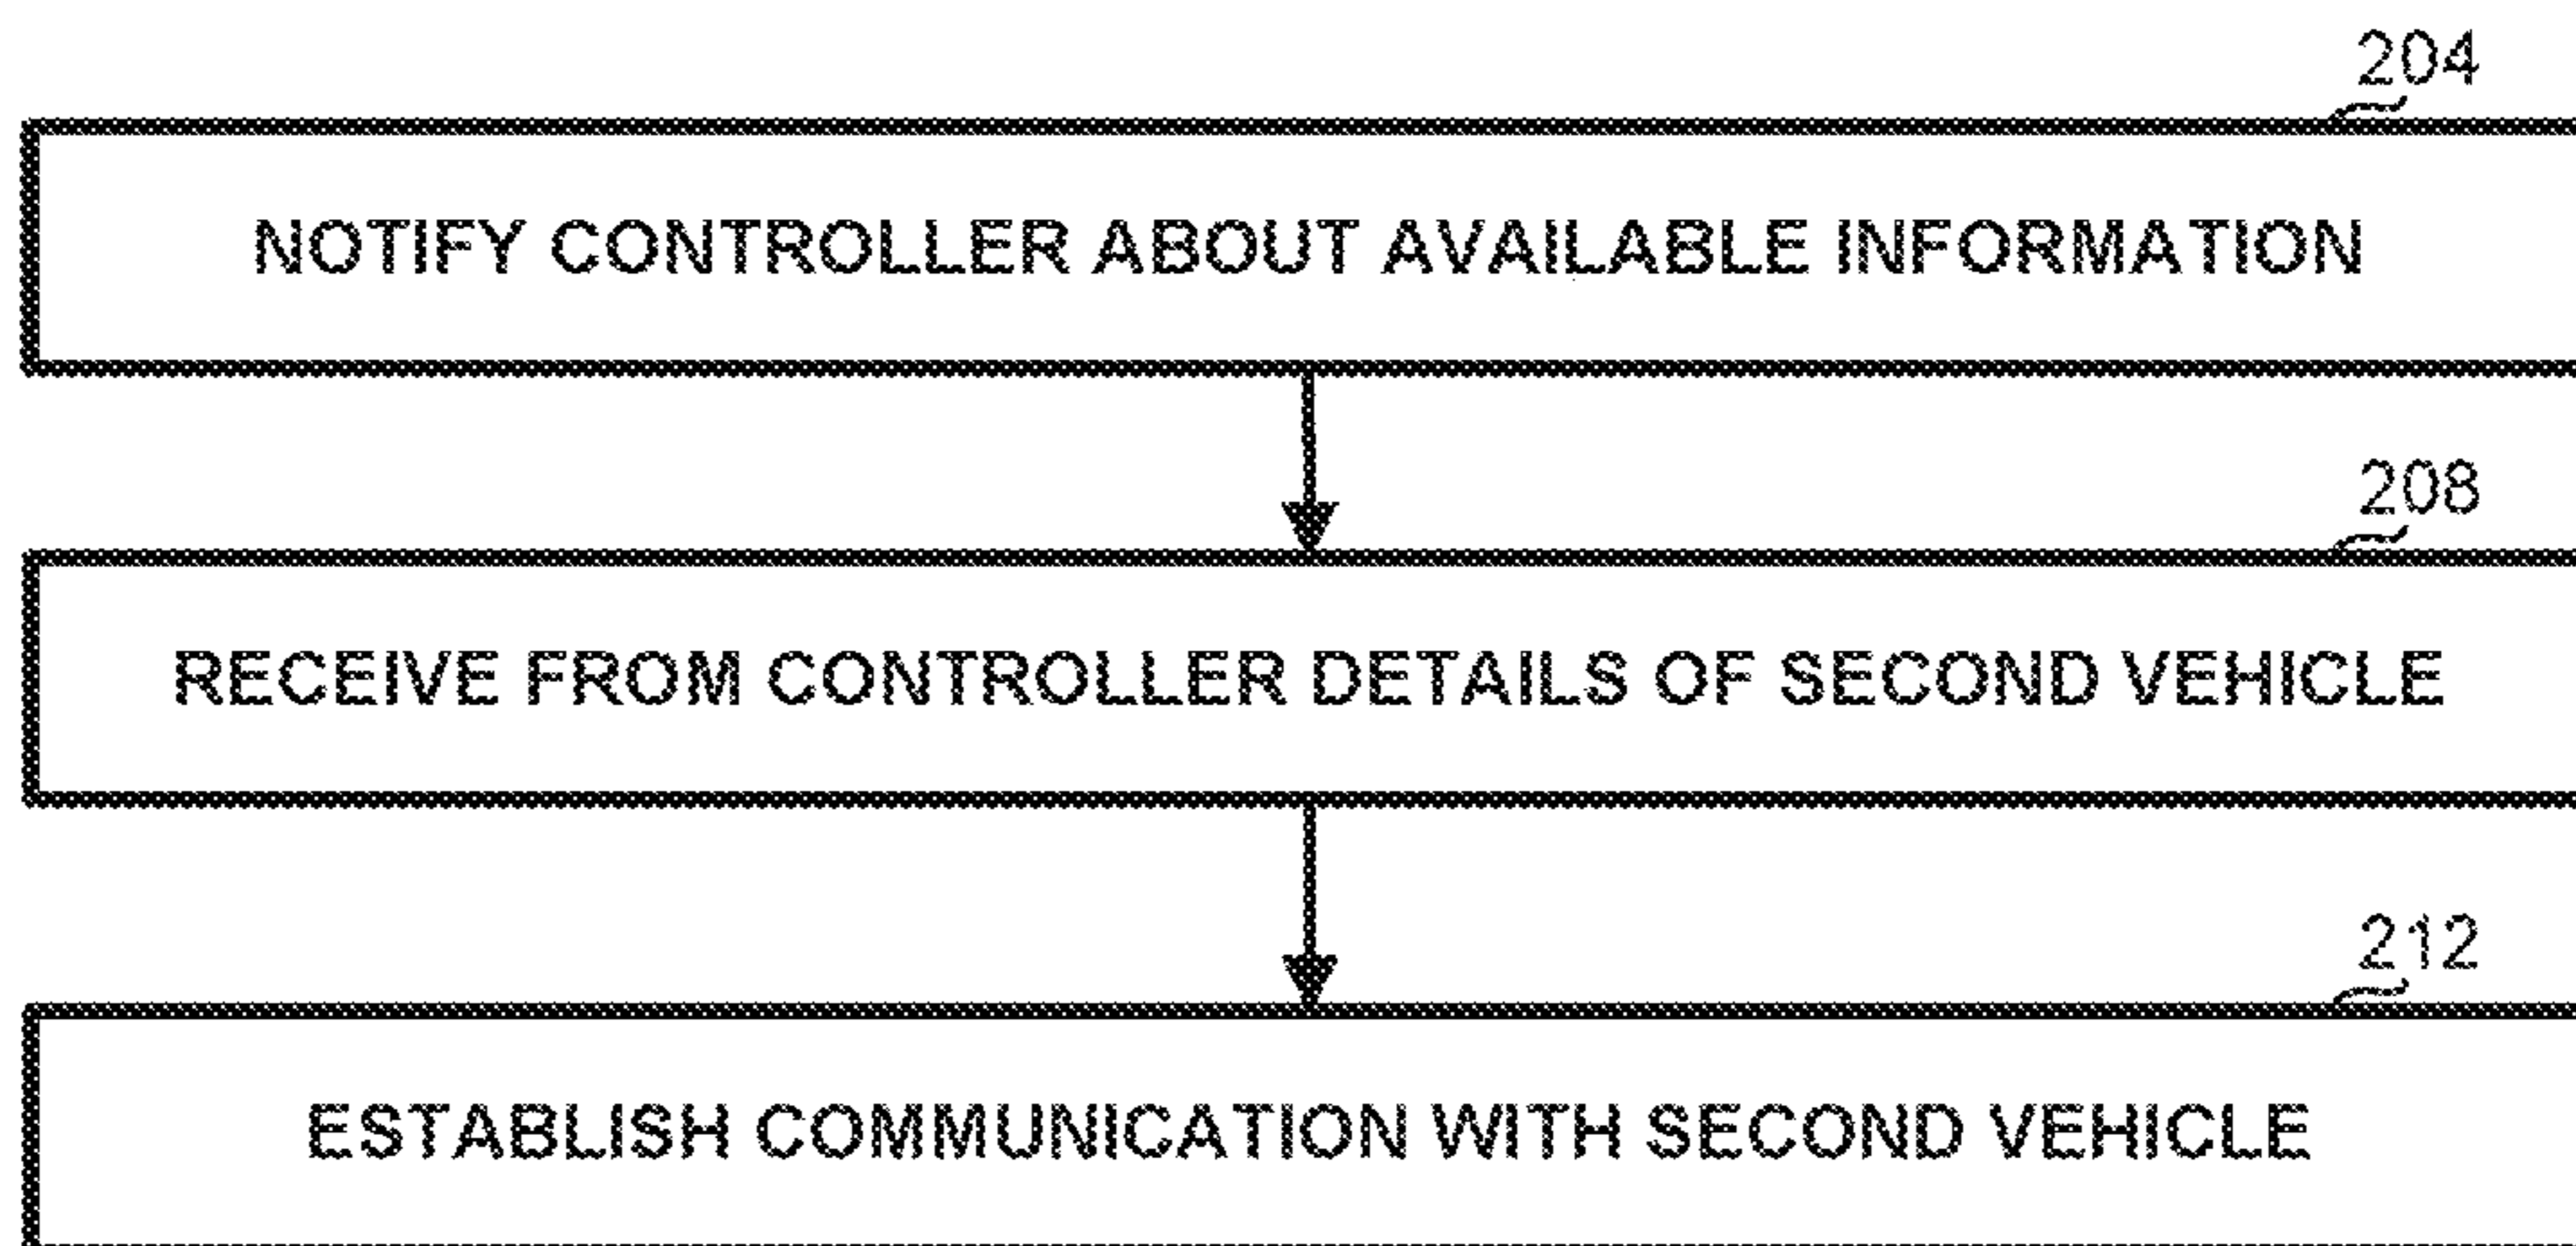 204
NOTIFY CONTROLLER ABOUT AVAILABLE INFORMATION
208
RECEIVE FROM CONTROLLER DETAILS OF SECOND VEHICLE
212
ESTABLISH COMMUNICATION WITH SECOND VEHICLE